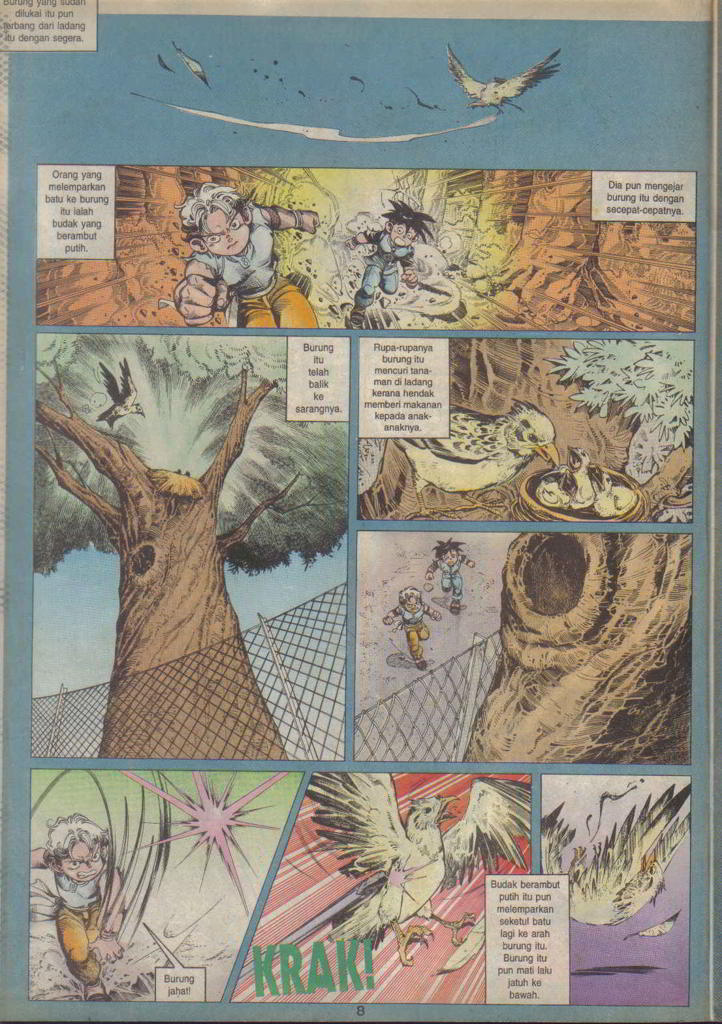 Burung yang sudah
dilukai itu pun
terbang dari ladang
itu dengan segera.
Orang yang
melemparkan
batu ke burung
itu ialah
budak yang
berambut
putih.
Dia pun mengejar
burung itu dengan
secepat-cepatnya.
Burung
itu
telah
balik
ke
sarangnya.
Rupa-rupanya
burung itu
mencuri tana-
man di ladang
kerana hendak
memberi makanan
kepada anak-
anaknya.
Burung
jahat!
KRAK!
Budak berambut
putih itu pun
melemparkan
seketul batu
lagi ke arah
burung itu.
Burung itu
pun mati lalu
jatuh ke
bawah.
8